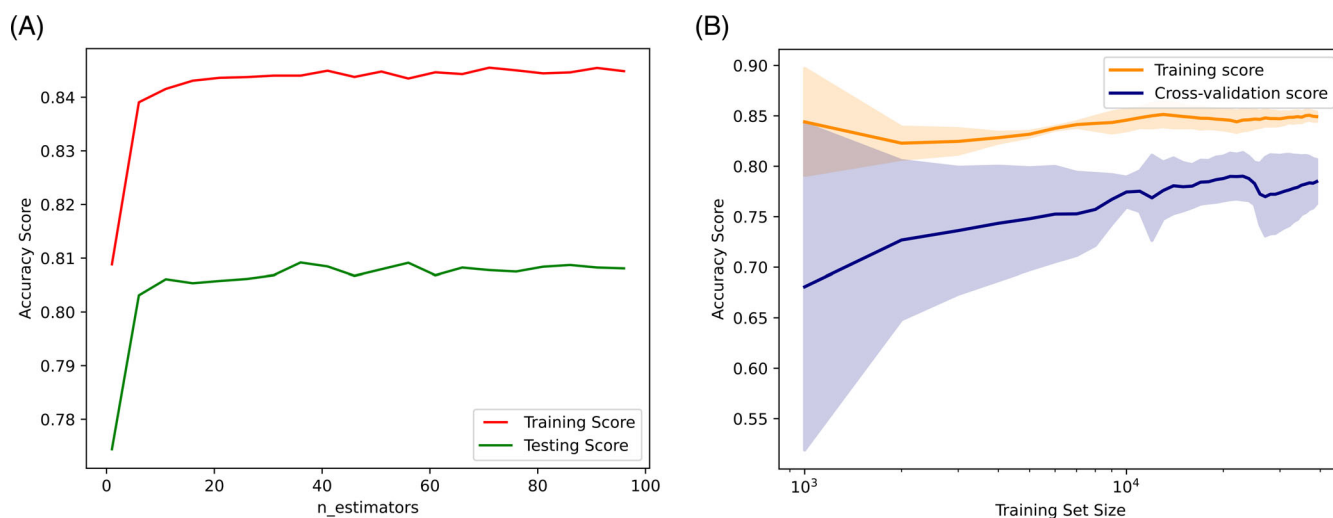 (A)
Accuracy Score
0.84
0.83
0.82
0.81
0.80
0.79
0.78
0
20
40
60
80
100
n_estimators
Training Score
Testing Score
(B)
Accuracy Score
0.90
0.85
0.80
0.75
0.70
0.65
0.60
0.55
10³
10⁴
Training Set Size
Training score
Cross-validation score